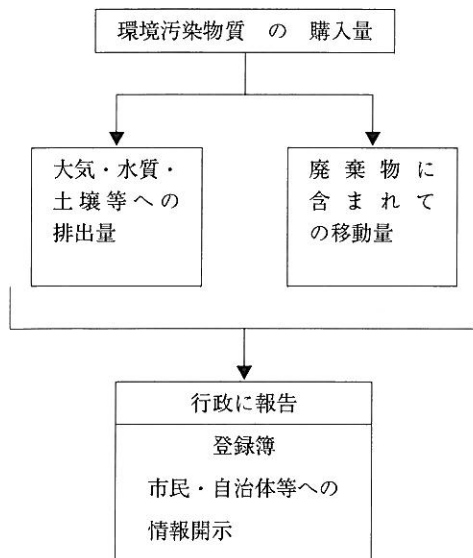 環境汚染物質 の 購入量
大気・水質・
土壌等への
排出量
廃棄物に
含まれて
の移動量
行政に報告
登録簿
市民・自治体等への
情報開示